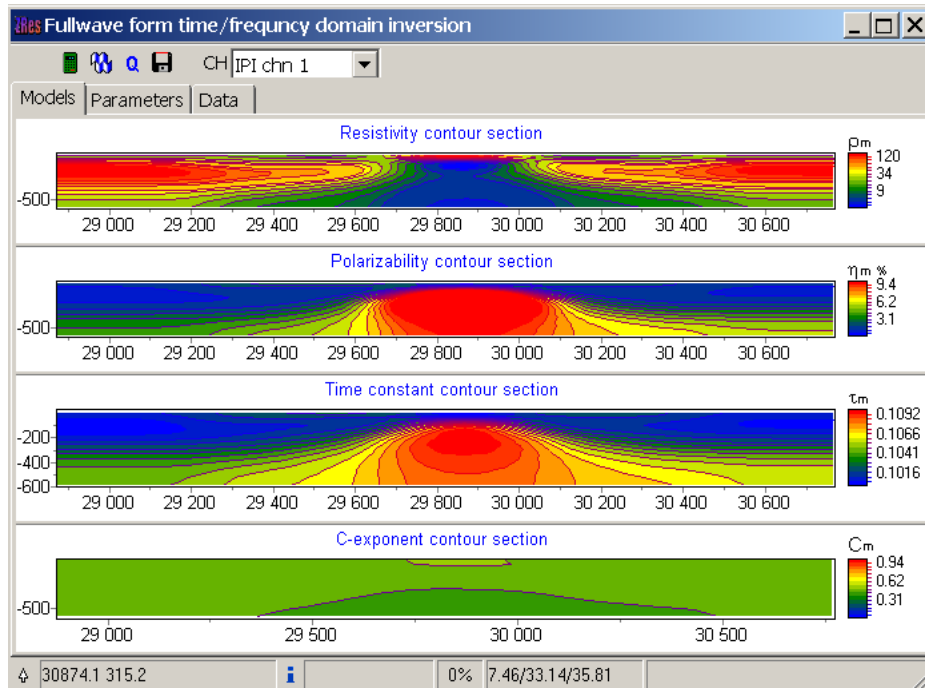 zRes Fullwave form time/frequncy domain inversion
Q CH IPI chn 1
Models Parameters Data
Resistivity contour section
ρm
120
34
9
-500
29 000 29 200 29 400 29 600 29 800 30 000 30 200 30 400 30 600
Polarizability contour section
ηm %
9.4
6.2
3.1
-500
29 000 29 200 29 400 29 600 29 800 30 000 30 200 30 400 30 600
Time constant contour section
τm
0.1092
0.1066
0.1041
0.1016
-200
-400
-600
29 000 29 200 29 400 29 600 29 800 30 000 30 200 30 400 30 600
C-exponent contour section
Cm
0.94
0.62
0.31
-500
29 000 29 500 30 000 30 500
30874.1 315.2 i 0% 7.46/33.14/35.81